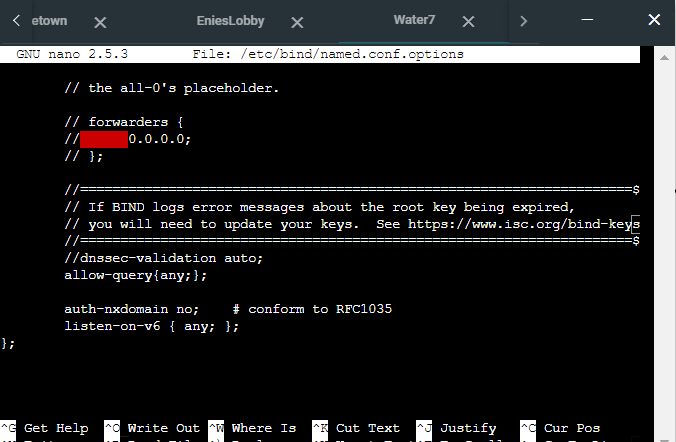 etown EniesLobby Water7
GNU nano 2.5.3 File: /etc/bind/named.conf.options
// the all-0's placeholder.
// forwarders {
// 0.0.0.0;
// };
//=====================================================================$
// If BIND logs error messages about the root key being expired,
// you will need to update your keys. See https://www.isc.org/bind-keys
//=====================================================================$
//dnssec-validation auto;
allow-query{any;};
auth-nxdomain no; # conform to RFC1035
listen-on-v6 { any; };
};
^G Get Help ^O Write Out ^W Where Is ^K Cut Text ^J Justify ^C Cur Pos